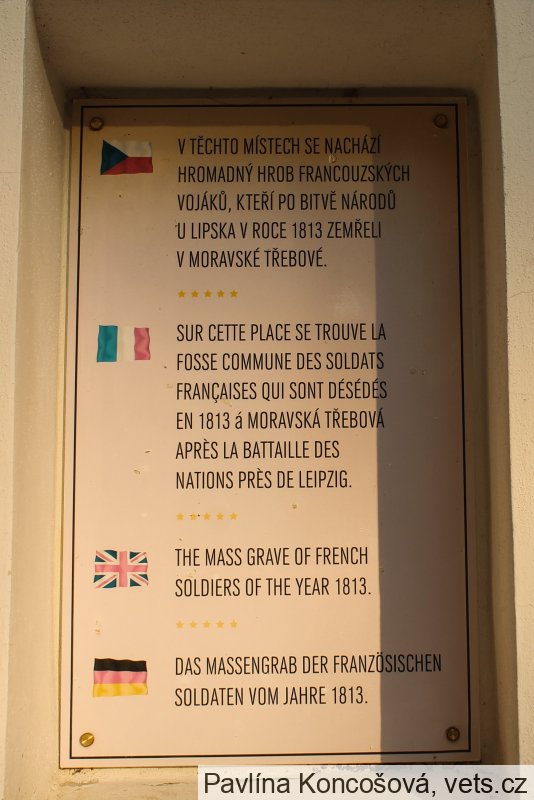 V TĚCHTO MÍSTECH SE NACHÁZÍ
HROMADNÝ HROB FRANCOUZSKÝCH
VOJÁKŮ, KTEŘÍ PO BITVĚ NÁRODŮ
U LIPSKA V ROCE 1813 ZEMŘELI
V MORAVSKÉ TŘEBOVÉ.
SUR CETTE PLACE SE TROUVE LA
FOSSE COMMUNE DES SOLDATS
FRANÇAISES QUI SONT DÉSÉDÉS
EN 1813 á MORAVSKÁ TŘEBOVÁ
APRÈS LA BATTAILLE DES
NATIONS PRÈS DE LEIPZIG.
THE MASS GRAVE OF FRENCH
SOLDIERS OF THE YEAR 1813.
DAS MASSENGRAB DER FRANZÖSISCHEN
SOLDATEN VOM JAHRE 1813.
Pavlína Koncošová, vets.cz